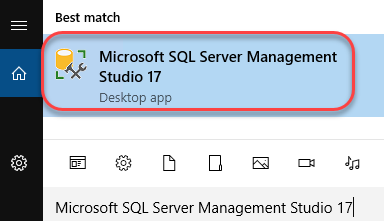 Best match
Microsoft SQL Server Management
Studio 17
Desktop app
Microsoft SQL Server Management Studio 17